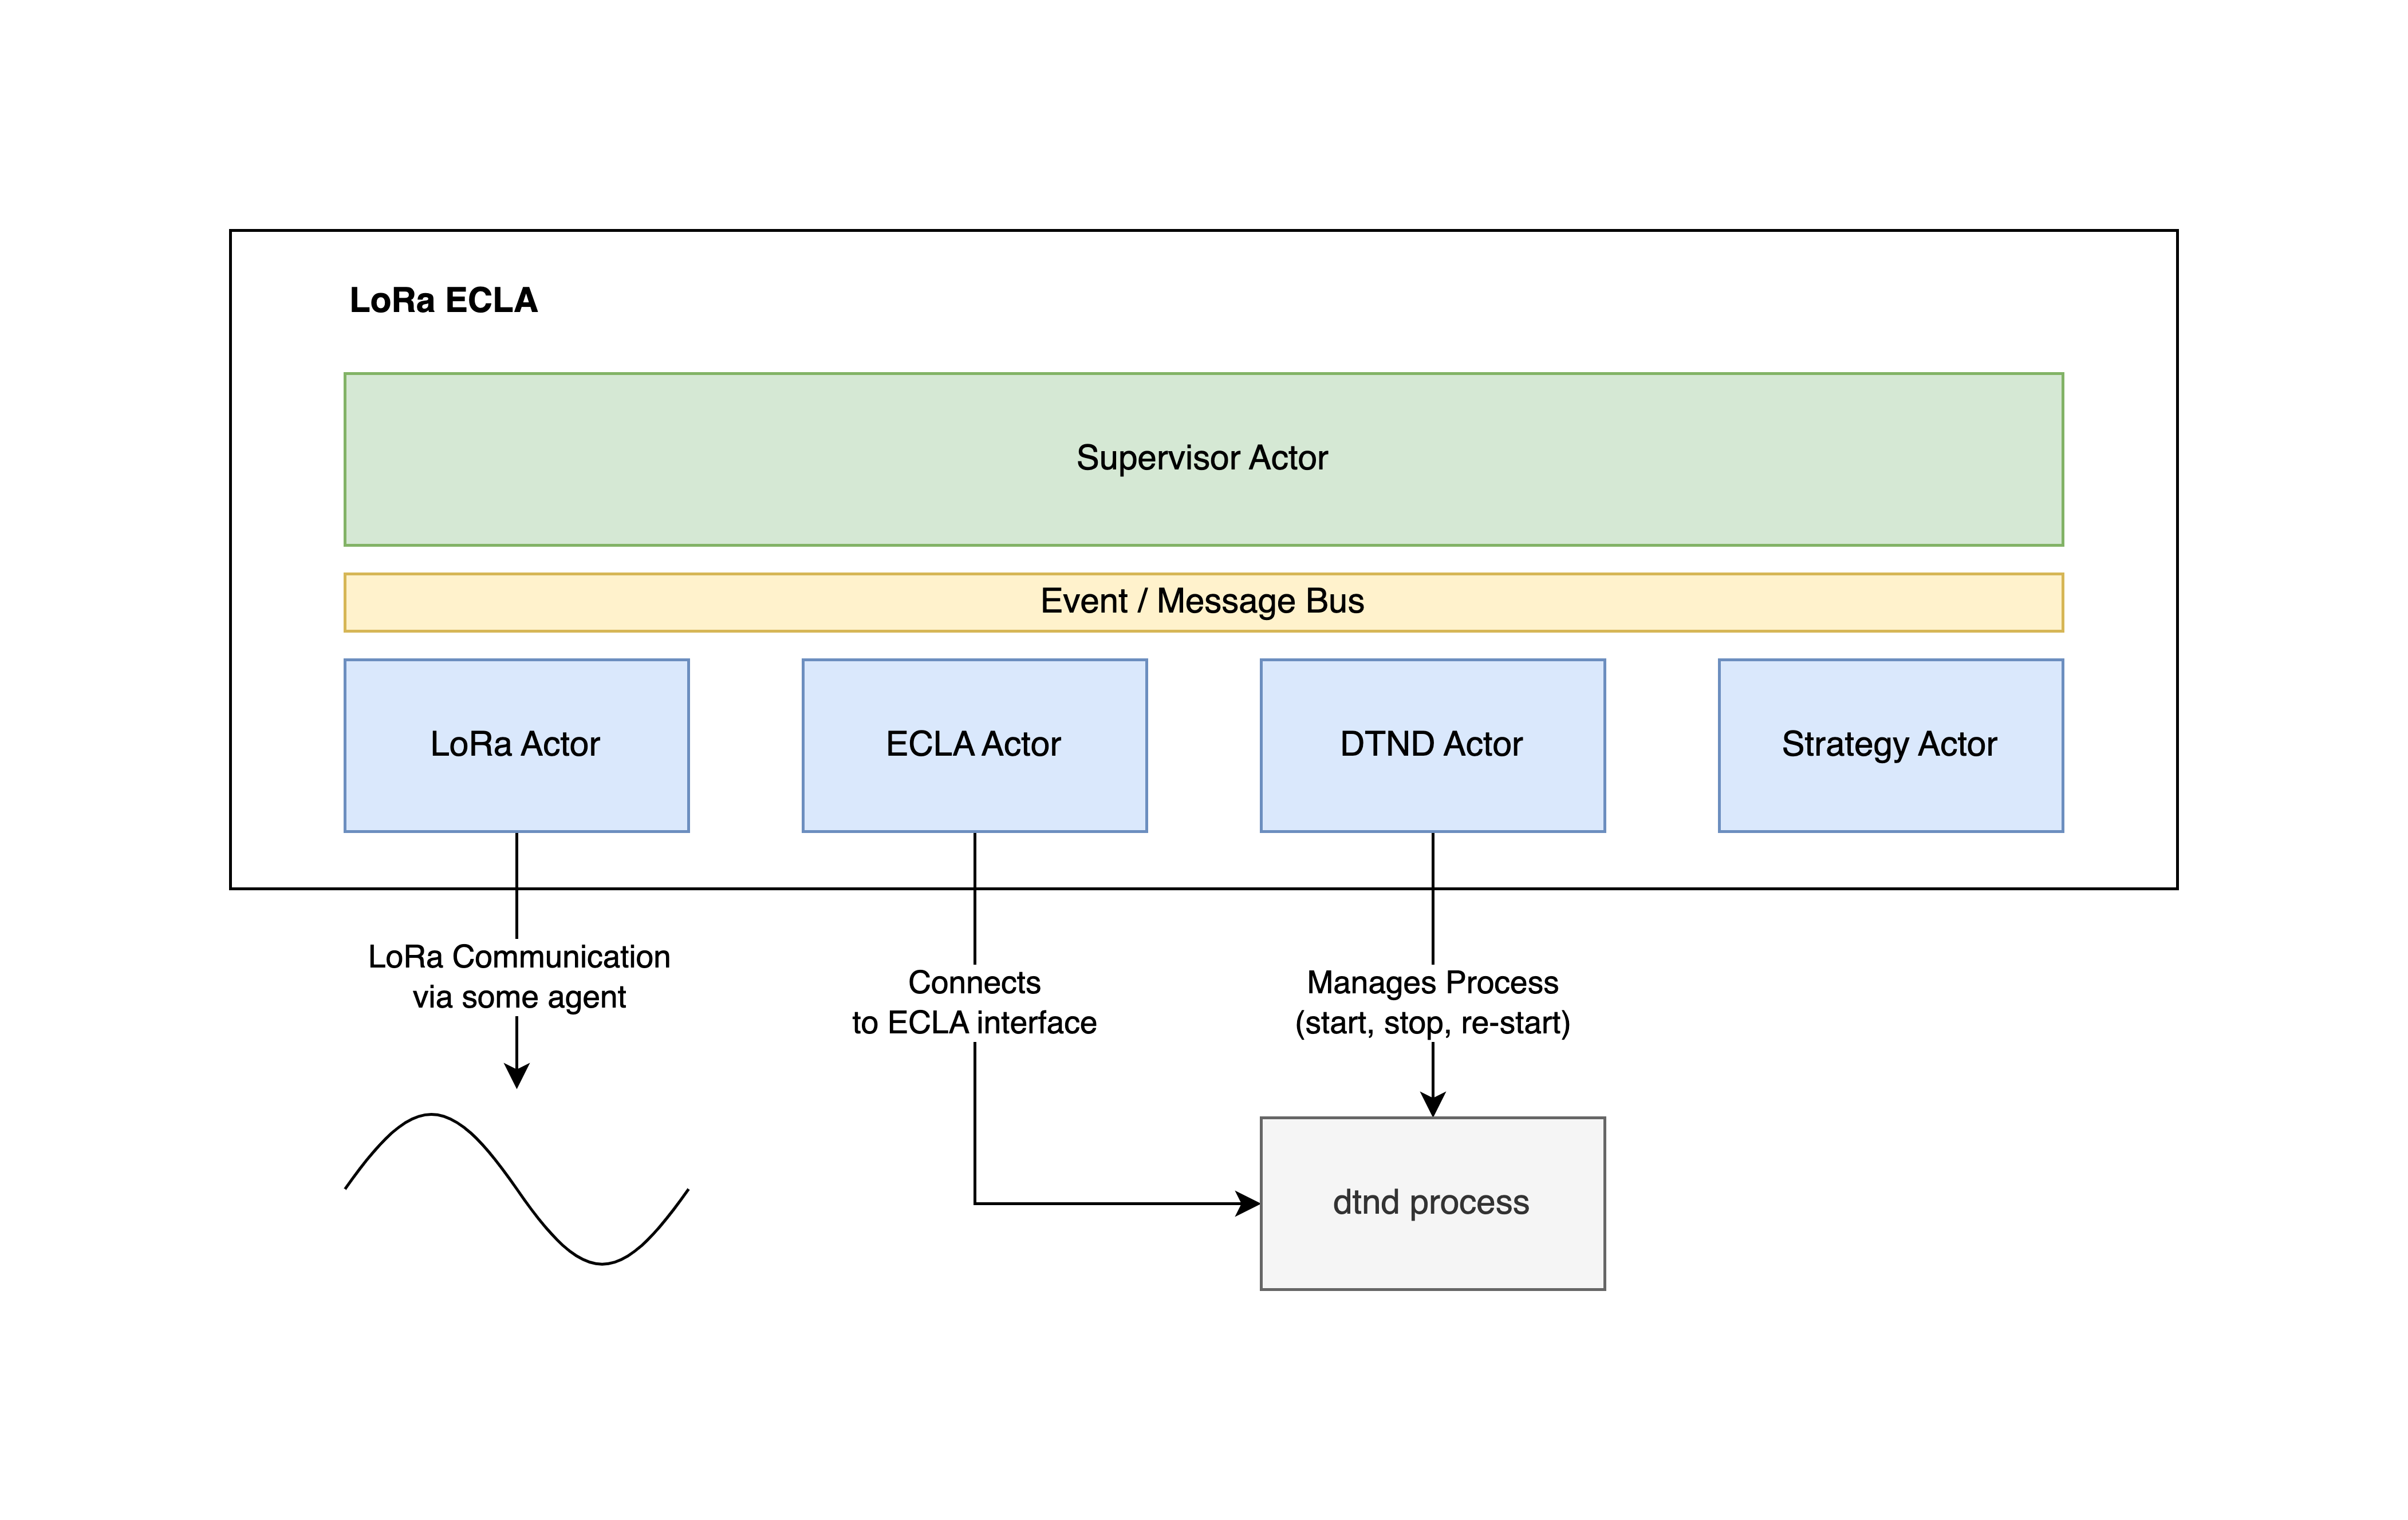 LoRa ECLA
Supervisor Actor
Event / Message Bus
LoRa Actor
ECLA Actor
DTND Actor
Strategy Actor
LoRa Communication
via some agent
Connects
to ECLA interface
Manages Process
(start, stop, re-start)
dtnd process